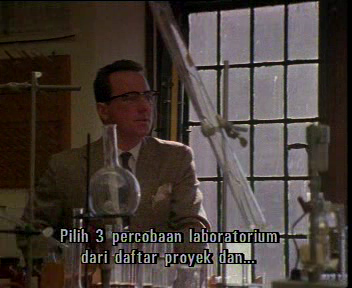 Pilih 3 percobaan laboratorium
dari daftar proyek dan...